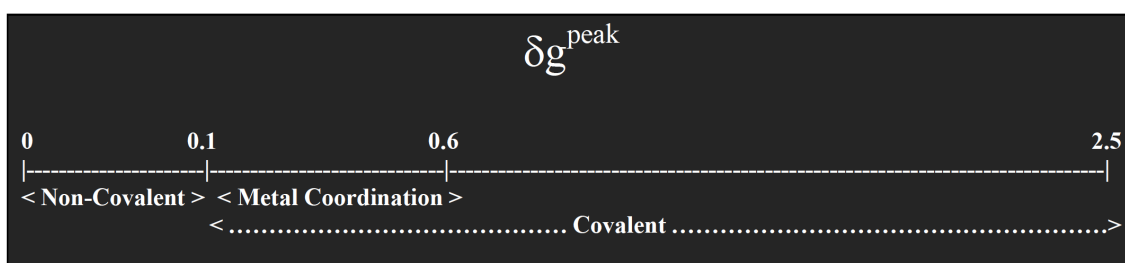 δg^peak
0 0.1 0.6 2.5
|----------------------|-----------------------------|--------------------------------------------------------------------------------|
< Non-Covalent > < Metal Coordination >
< ………………………………….. Covalent ……………………………………………….>